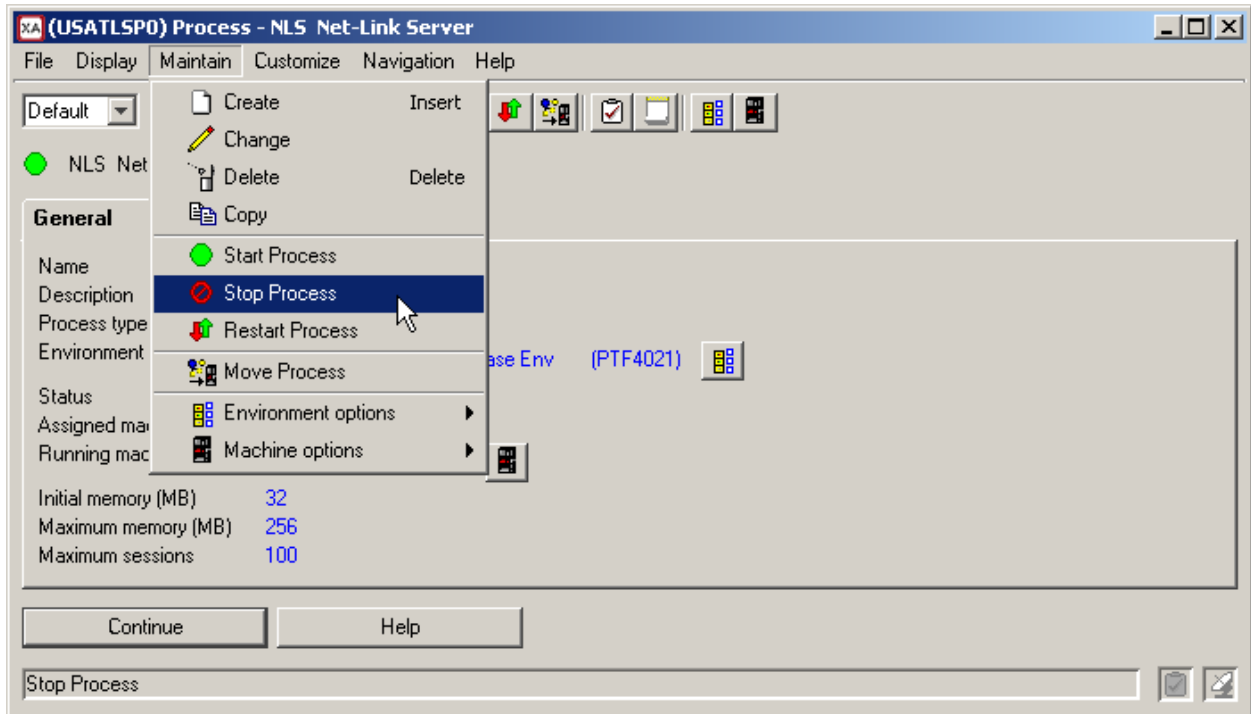 XA (USATLSP0) Process - NLS Net-Link Server
File Display Maintain Customize Navigation Help
Default
Create Insert
Change
NLS Net
Delete Delete
Copy
General
Start Process
Name
Stop Process
Description
Process type
Restart Process
Environment
ase Env (PTF4021)
Move Process
Status
Environment options
Assigned ma
Machine options
Running mac
Initial memory (MB) 32
Maximum memory (MB) 256
Maximum sessions 100
Continue Help
Stop Process